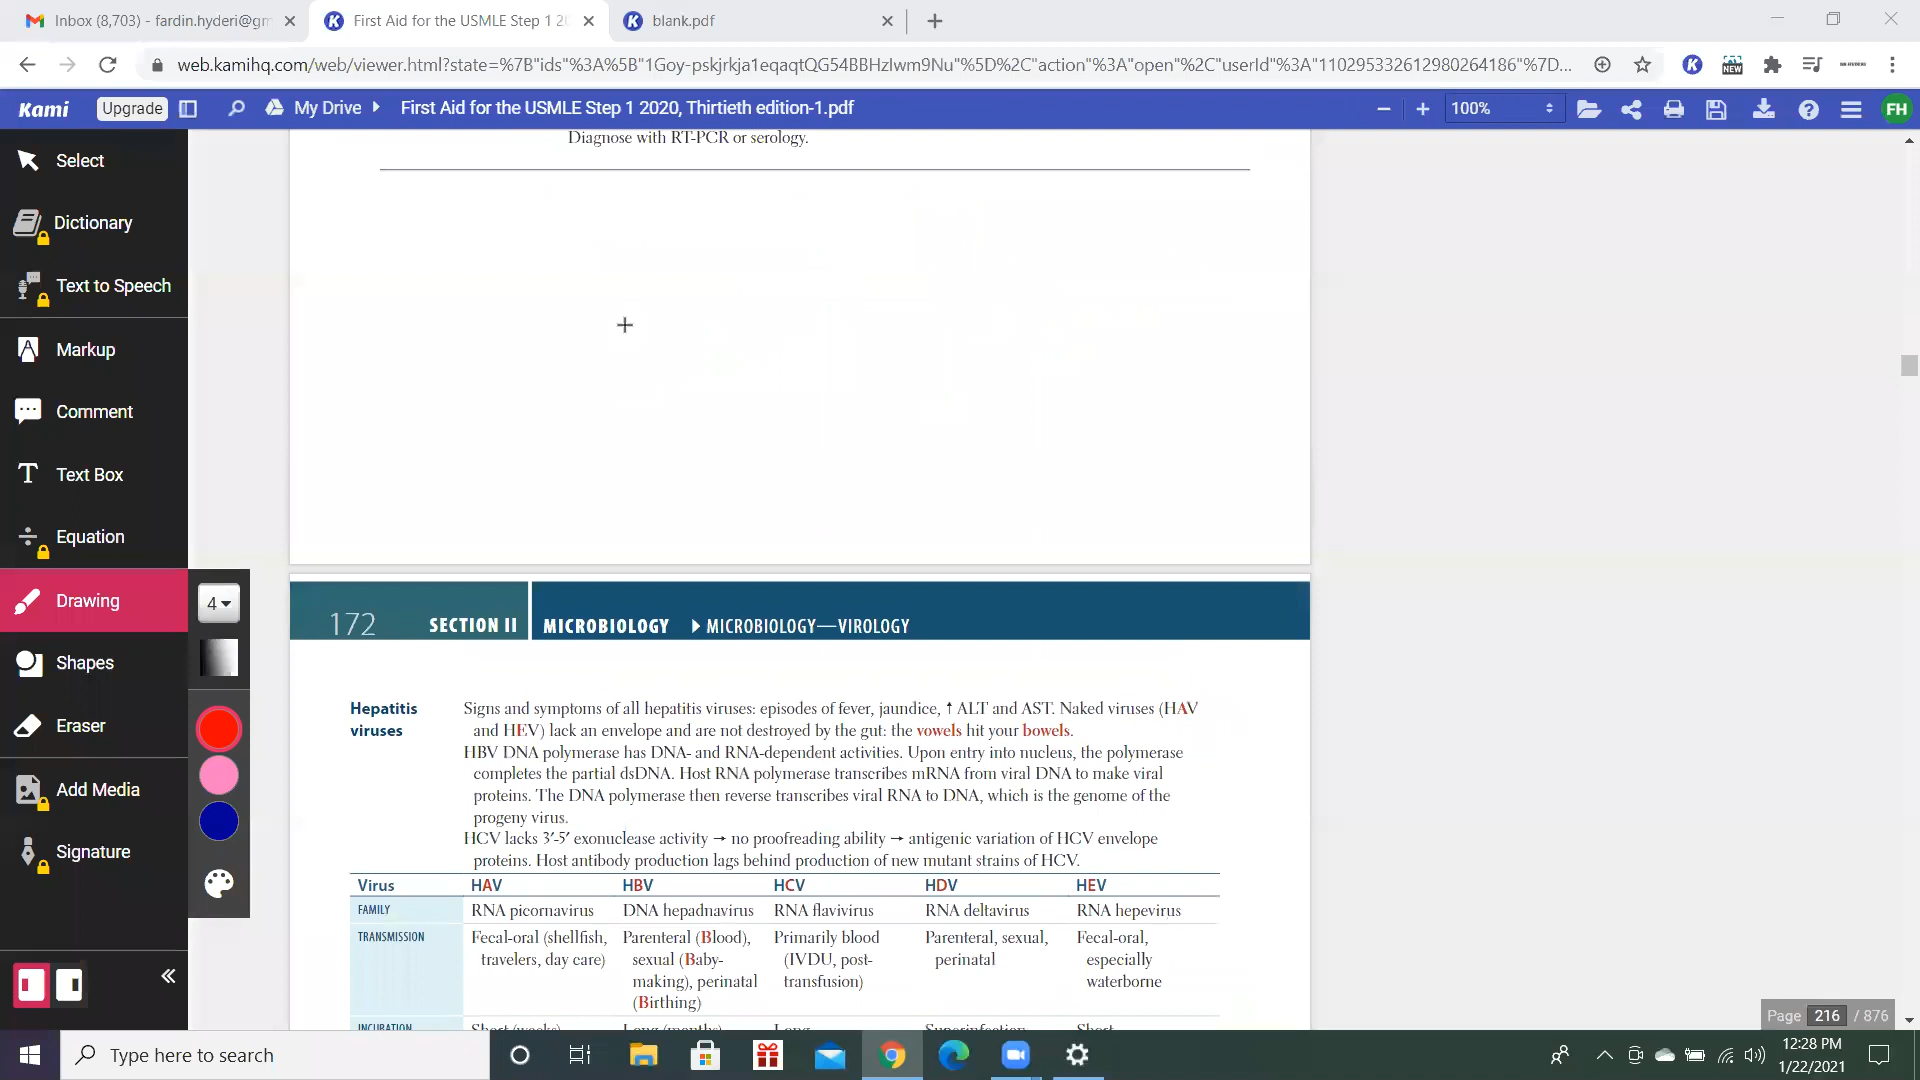 Inbox (8,703) - fardin.hyderi@gm
First Aid for the USMLE Step 1 20
blank.pdf
web.kamihq.com/web/viewer.html?state=%7B"ids"%3A%5B"1Goy-pskjrkja1eqaqtQG54BBHzIwm9Nu"%5D%2C"action"%3A"open"%2C"userId"%3A"110295332612980264186"%7D...
NEW
Kami
Upgrade
My Drive
First Aid for the USMLE Step 1 2020, Thirtieth edition-1.pdf
100%
FH
Select
Dictionary
Text to Speech
Markup
Comment
Text Box
Equation
Drawing
4
Shapes
Eraser
Add Media
Signature
Diagnose with RT-PCR or serology.
172 SECTION II MICROBIOLOGY ▶ MICROBIOLOGY—VIROLOGY
Hepatitis
viruses
Signs and symptoms of all hepatitis viruses: episodes of fever, jaundice, ↑ ALT and AST. Naked viruses (HAV
and HEV) lack an envelope and are not destroyed by the gut: the vowels hit your bowels.
HBV DNA polymerase has DNA- and RNA-dependent activities. Upon entry into nucleus, the polymerase
completes the partial dsDNA. Host RNA polymerase transcribes mRNA from viral DNA to make viral
proteins. The DNA polymerase then reverse transcribes viral RNA to DNA, which is the genome of the
progeny virus.
HCV lacks 3′-5′ exonuclease activity → no proofreading ability → antigenic variation of HCV envelope
proteins. Host antibody production lags behind production of new mutant strains of HCV.
Virus HAV HBV HCV HDV HEV
FAMILY RNA picornavirus DNA hepadnavirus RNA flavivirus RNA deltavirus RNA hepevirus
TRANSMISSION Fecal-oral (shellfish, Parenteral (Blood), Primarily blood Parenteral, sexual, Fecal-oral,
travelers, day care) sexual (Baby- (IVDU, post- perinatal especially
making), perinatal transfusion) waterborne
(Birthing)
INCUBATION Short (weeks) Long (months) Long Superinfection Short
Page 216 / 876
Type here to search
12:28 PM
1/22/2021